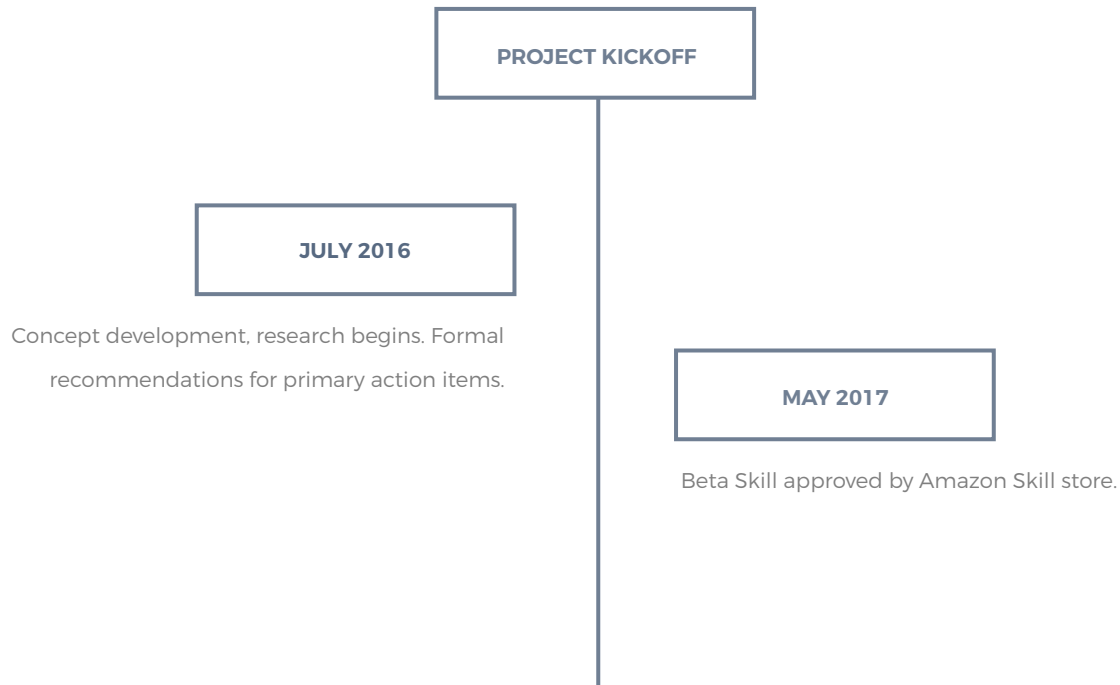 PROJECT KICKOFF
JULY 2016
Concept development, research begins. Formal
recommendations for primary action items.
MAY 2017
Beta Skill approved by Amazon Skill store.